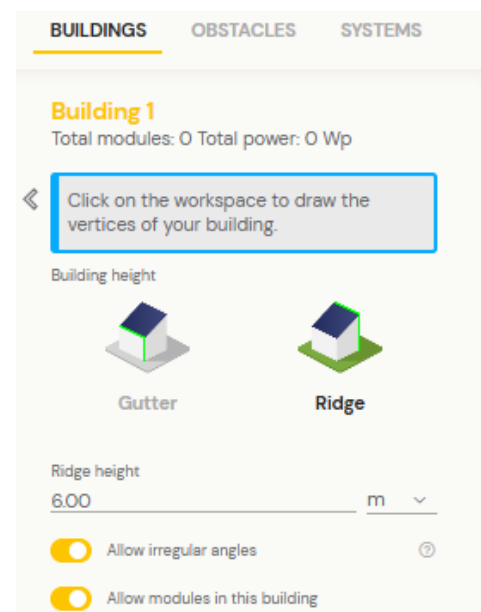 BUILDINGS OBSTACLES SYSTEMS
Building 1
Total modules: 0 Total power: 0 Wp
Click on the workspace to draw the
vertices of your building.
Building height
Gutter Ridge
Ridge height
6.00 m
Allow irregular angles ?
Allow modules in this building